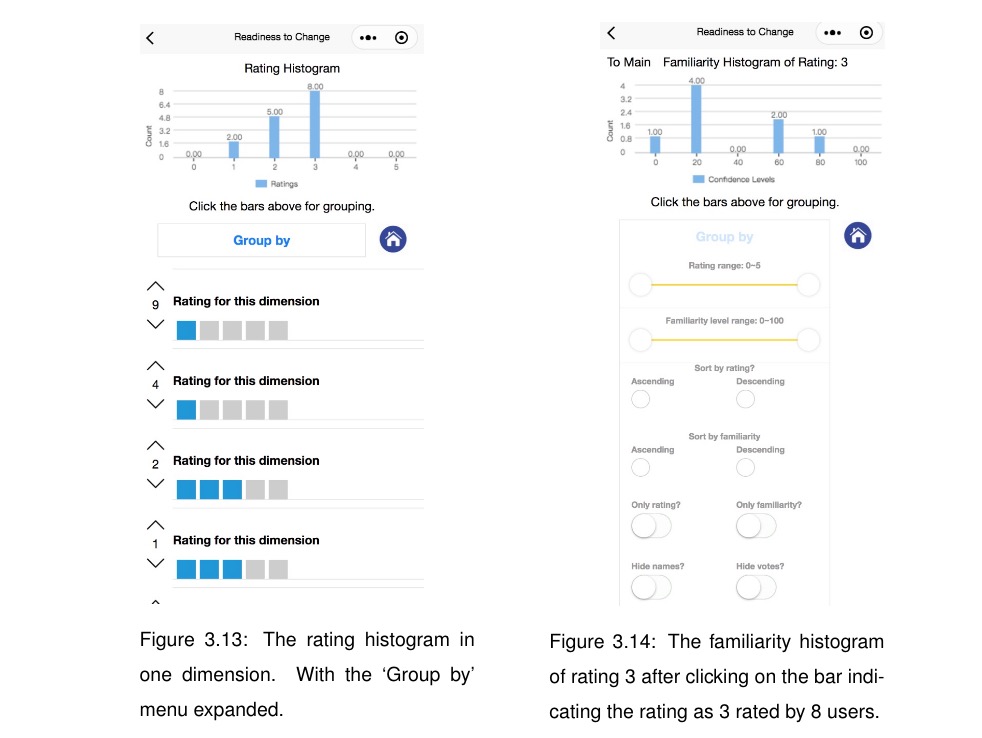 Readiness to Change
Rating Histogram
8.00
8
6.4
5.00
4.8
Count
3.2
2.00
1.6
0.00
0.00
0.00
0
0
1
2
3
4
5
Ratings
Click the bars above for grouping.
Group by
9
Rating for this dimension
4
Rating for this dimension
2
Rating for this dimension
1
Rating for this dimension
Figure 3.13: The rating histogram in
one dimension. With the ‘Group by’
menu expanded.
Readiness to Change
To Main Familiarity Histogram of Rating: 3
4.00
4
3.2
2.4
2.00
Count
1.6
1.00
1.00
0.8
0.00
0.00
0
0
20
40
60
80
100
Confidence Levels
Click the bars above for grouping.
Group by
Rating range: 0~5
Familiarity level range: 0~100
Sort by rating?
Ascending Descending
Sort by familiarity
Ascending Descending
Only rating? Only familiarity?
Hide names? Hide votes?
Figure 3.14: The familiarity histogram
of rating 3 after clicking on the bar indi-
cating the rating as 3 rated by 8 users.